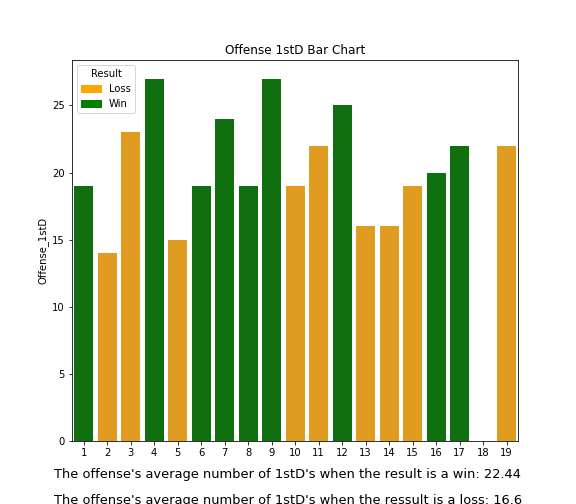 Offense 1stD Bar Chart
Result
Loss
Win
Offense_1stD
25
20
15
10
5
0
1 2 3 4 5 6 7 8 9 10 11 12 13 14 15 16 17 18 19
The offense's average number of 1stD's when the result is a win: 22.44
The offense's average number of 1stD's when the ressult is a loss: 16.6